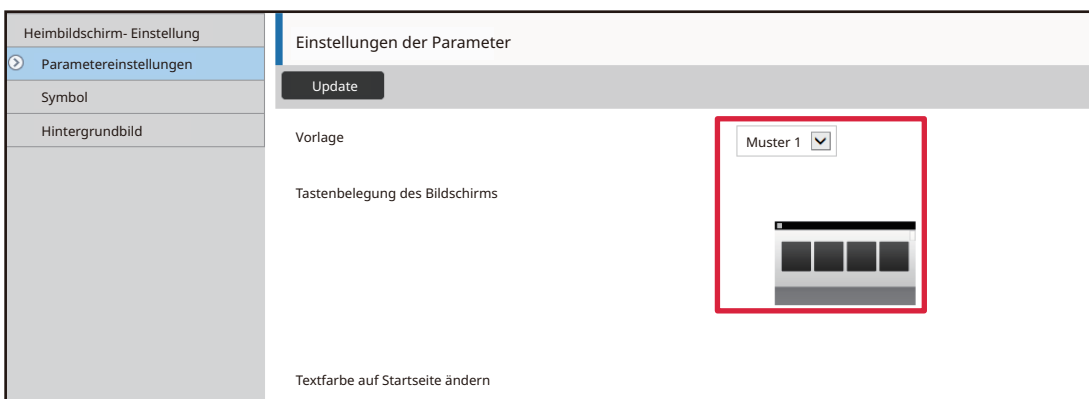 Heimbildschirm- Einstellung
Parametereinstellungen
Symbol
Hintergrundbild
Einstellungen der Parameter
Update
Vorlage
Muster 1
Tastenbelegung des Bildschirms
Textfarbe auf Startseite ändern